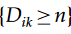 {D_{ik} ≥ n}